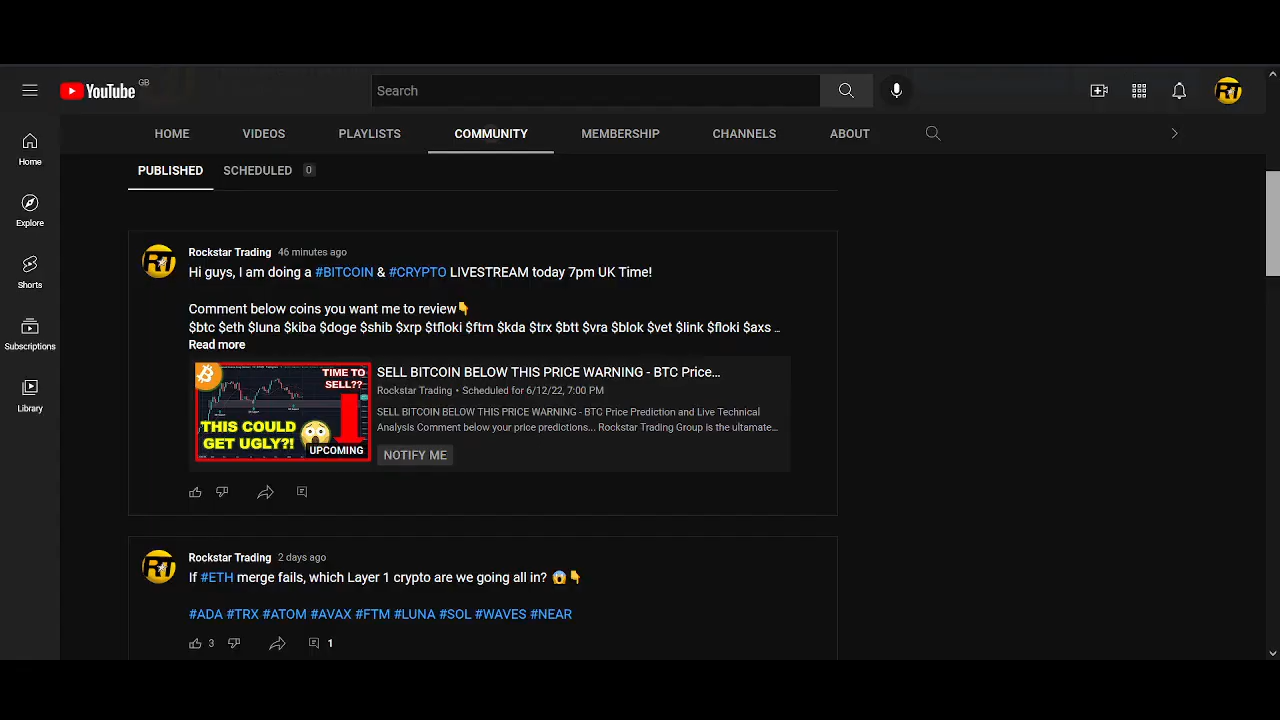 YouTube GB
Search
RT
HOME VIDEOS PLAYLISTS COMMUNITY MEMBERSHIP CHANNELS ABOUT
Home
Explore
Shorts
Subscriptions
Library
PUBLISHED SCHEDULED 0
RT
Rockstar Trading 46 minutes ago
Hi guys, I am doing a #BITCOIN & #CRYPTO LIVESTREAM today 7pm UK Time!
Comment below coins you want me to review👇
$btc $eth $luna $kiba $doge $shib $xrp $tfloki $ftm $kda $trx $btt $vra $blok $vet $link $floki $axs ...
Read more
TIME TO
SELL??
THIS COULD
GET UGLY?!
UPCOMING
SELL BITCOIN BELOW THIS PRICE WARNING - BTC Price...
Rockstar Trading • Scheduled for 6/12/22, 7:00 PM
SELL BITCOIN BELOW THIS PRICE WARNING - BTC Price Prediction and Live Technical
Analysis Comment below your price predictions... Rockstar Trading Group is the ultamate...
NOTIFY ME
RT
Rockstar Trading 2 days ago
If #ETH merge fails, which Layer 1 crypto are we going all in? 😱👇
#ADA #TRX #ATOM #AVAX #FTM #LUNA #SOL #WAVES #NEAR
3 1